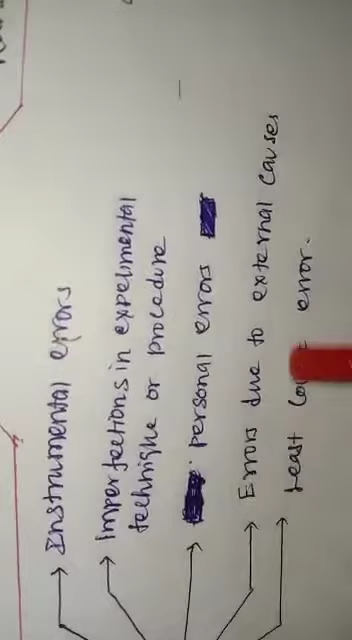 Instrumental errors
Imperfections in experimental
technique or procedure
personal errors
Errors due to external causes
Least error.